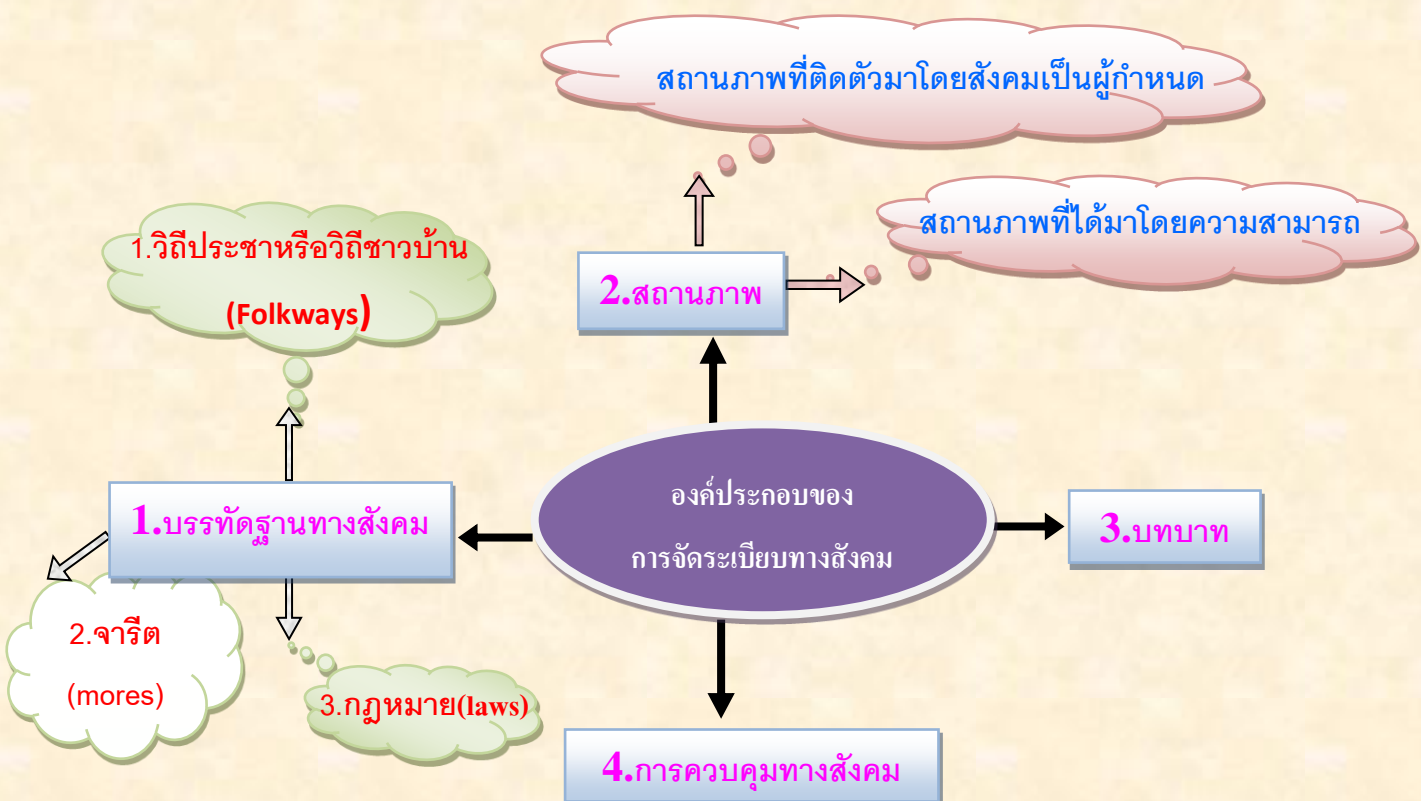 สถานภาพที่ติดตัวมาโดยสังคมเป็นผู้กำหนด
สถานภาพที่ได้มาโดยความสามารถ
1.วิถีประชาหรือวิถีชาวบ้าน
(Folkways)
2.สถานภาพ
องค์ประกอบของ
การจัดระเบียบทางสังคม
1.บรรทัดฐานทางสังคม
3.บทบาท
2.จารีต
(mores)
3.กฎหมาย(laws)
4.การควบคุมทางสังคม